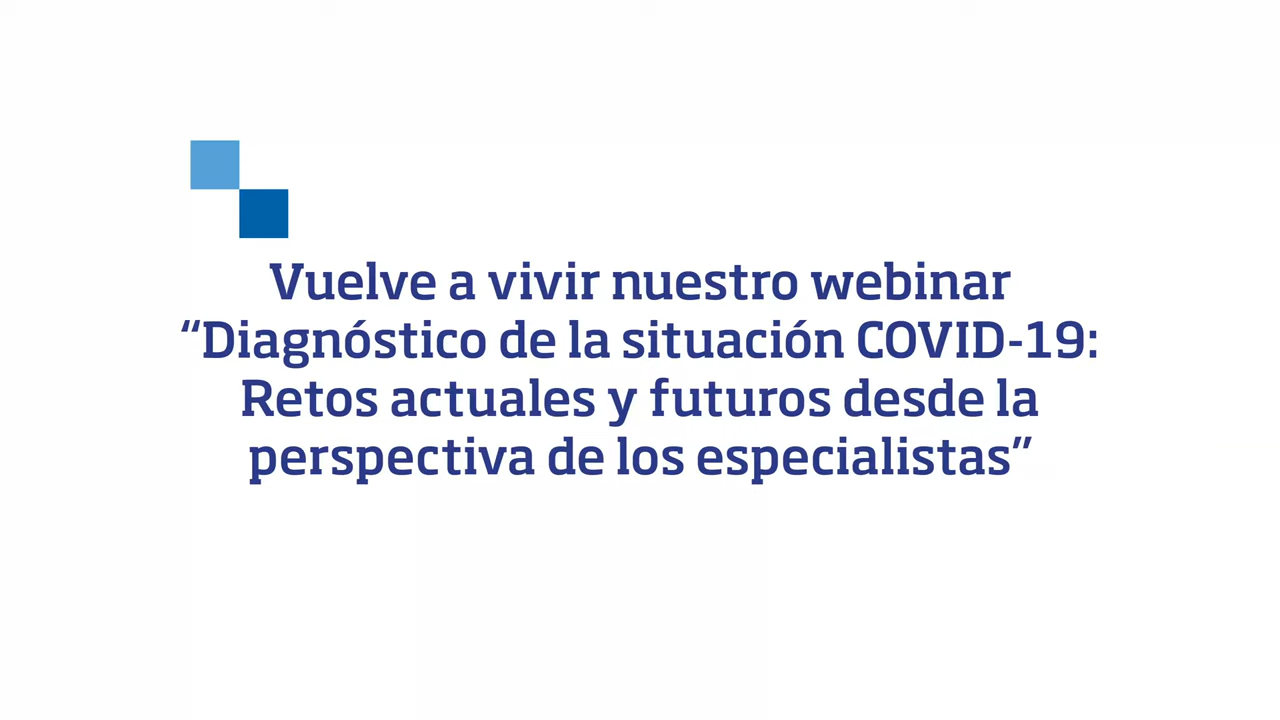 Vuelve a vivir nuestro webinar
“Diagnóstico de la situación COVID-19:
Retos actuales y futuros desde la
perspectiva de los especialistas”